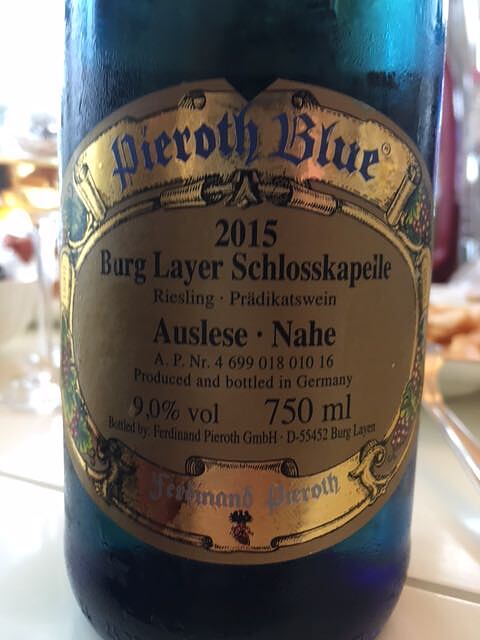 Pieroth Blue®
2015
Burg Layer Schlosskapelle
Riesling · Prädikatswein
Auslese · Nahe
A. P. Nr. 4 699 018 010 16
Produced and bottled in Germany
9,0% vol 750 ml
Bottled by: Ferdinand Pieroth GmbH · D-55452 Burg Layen
Ferdinand Pieroth